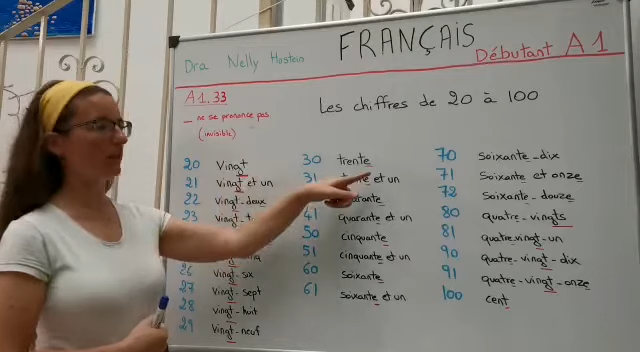 Dra Nelly Hostein
FRANÇAIS
Débutant A1
A1.33
_ ne se prononce pas
(invisible)
Les chiffres de 20 à 100
20 vingt
21 vingt et un
22 vingt-deux
23 vingt-
26 vingt-six
27 vingt-sept
28 vingt-huit
29 vingt-neuf
30 trente
31 et un
41 quarante et un
50 cinquante
51 cinquante et un
60 soixante
61 soixante et un
70 soixante-dix
71 soixante et onze
72 soixante-douze
80 quatre-vingts
81 quatre-vingt-un
90 quatre-vingt-dix
91 quatre-vingt-onze
100 cent